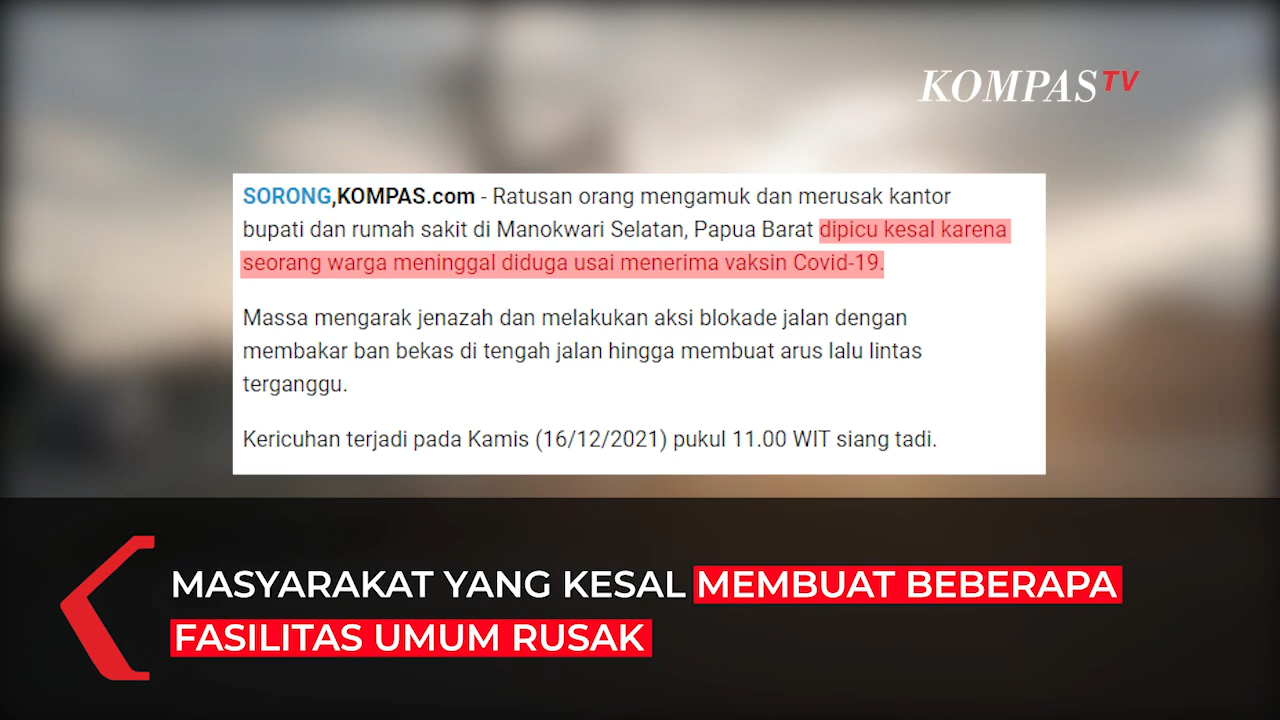 KOMPAS TV
SORONG,KOMPAS.com - Ratusan orang mengamuk dan merusak kantor
bupati dan rumah sakit di Manokwari Selatan, Papua Barat dipicu kesal karena
seorang warga meninggal diduga usai menerima vaksin Covid-19.
Massa mengarak jenazah dan melakukan aksi blokade jalan dengan
membakar ban bekas di tengah jalan hingga membuat arus lalu lintas
terganggu.
Kericuhan terjadi pada Kamis (16/12/2021) pukul 11.00 WIT siang tadi.
MASYARAKAT YANG KESAL MEMBUAT BEBERAPA
FASILITAS UMUM RUSAK